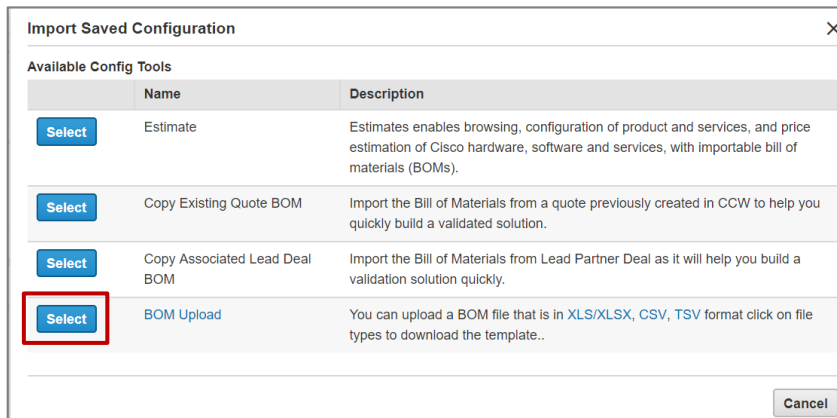 Import Saved Configuration
Available Config Tools
Name Description
Select Estimate Estimates enables browsing, configuration of product and services, and price
estimation of Cisco hardware, software and services, with importable bill of
materials (BOMs).
Select Copy Existing Quote BOM Import the Bill of Materials from a quote previously created in CCW to help you
quickly build a validated solution.
Select Copy Associated Lead Deal Import the Bill of Materials from Lead Partner Deal as it will help you build a
BOM validation solution quickly.
Select BOM Upload You can upload a BOM file that is in XLS/XLSX, CSV, TSV format click on file
types to download the template..
Cancel